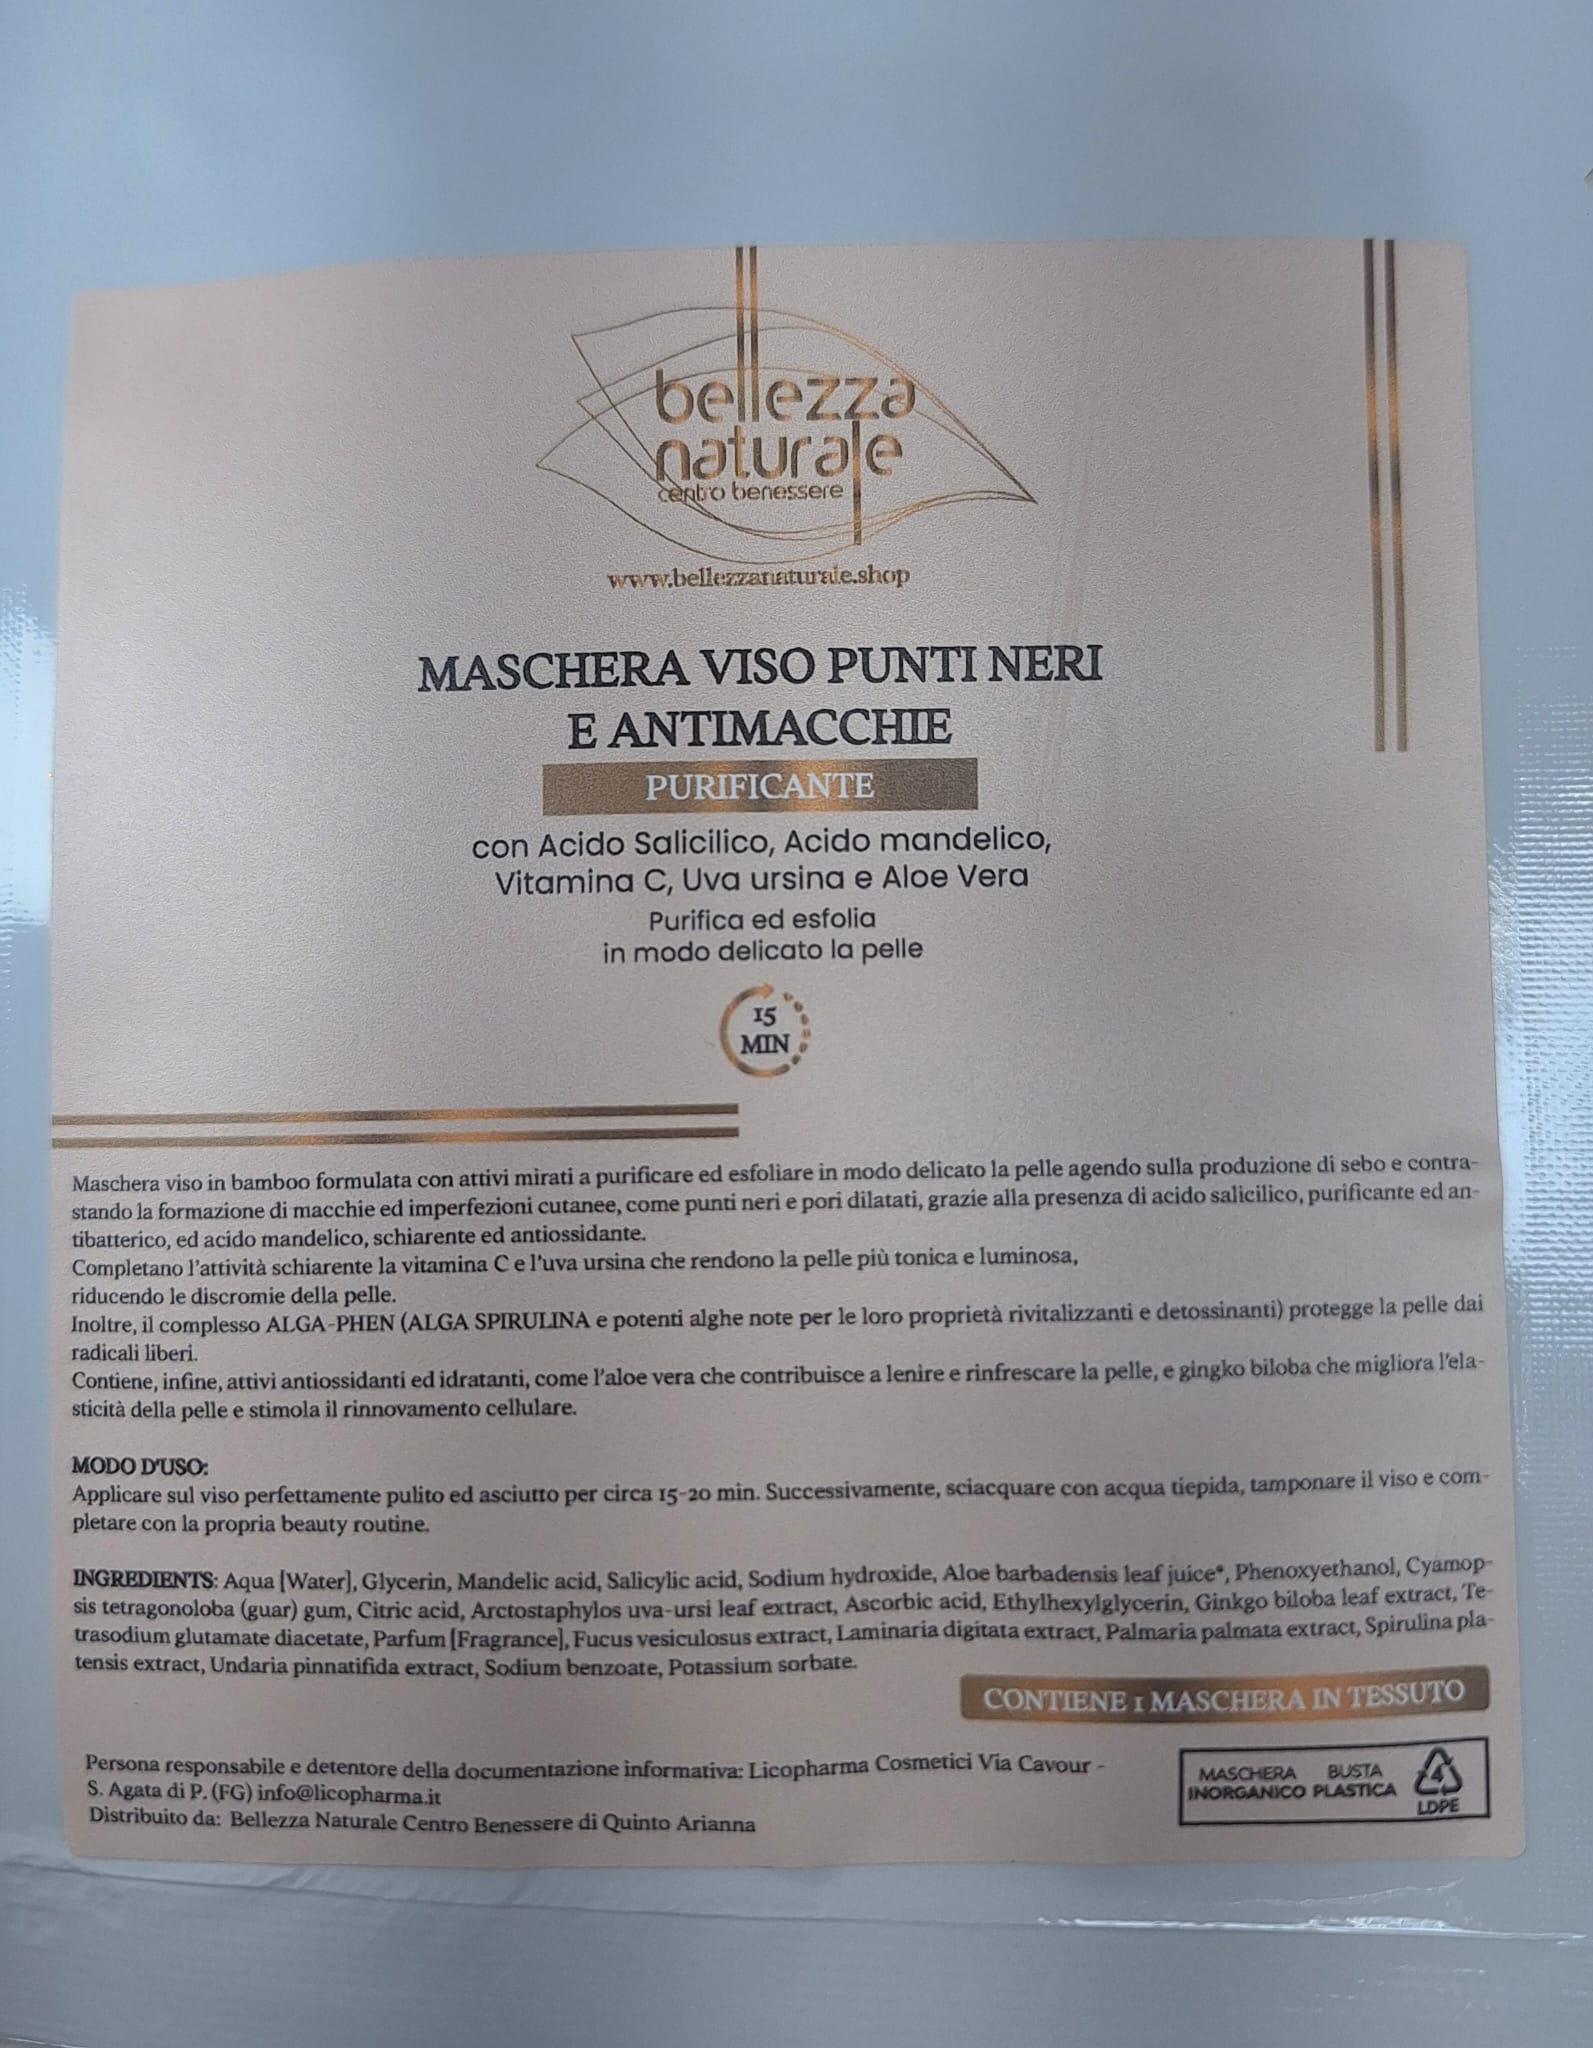 bellezza
naturale
centro benessere
www.bellezzanaturale.shop
MASCHERA VISO PUNTI NERI
E ANTIMACCHIE
PURIFICANTE
con Acido Salicilico, Acido mandelico,
Vitamina C, Uva ursina e Aloe Vera
Purifica ed esfolia
in modo delicato la pelle
15
MIN
Maschera viso in bamboo formulata con attivi mirati a purificare ed esfoliare in modo delicato la pelle agendo sulla produzione di sebo e contra-
stando la formazione di macchie ed imperfezioni cutanee, come punti neri e pori dilatati, grazie alla presenza di acido salicilico, purificante ed an-
tibatterico, ed acido mandelico, schiarente ed antiossidante.
Completano l'attività schiarente la vitamina C e l'uva ursina che rendono la pelle più tonica e luminosa,
riducendo le discromie della pelle.
Inoltre, il complesso ALGA-PHEN (ALGA SPIRULINA e potenti alghe note per le loro proprietà rivitalizzanti e detossinanti) protegge la pelle dai
radicali liberi.
Contiene, infine, attivi antiossidanti ed idratanti, come l'aloe vera che contribuisce a lenire e rinfrescare la pelle, e gingko biloba che migliora l'ela-
sticità della pelle e stimola il rinnovamento cellulare.
MODO D'USO:
Applicare sul viso perfettamente pulito ed asciutto per circa 15-20 min. Successivamente, sciacquare con acqua tiepida, tamponare il viso e com-
pletare con la propria beauty routine.
INGREDIENTS: Aqua [Water], Glycerin, Mandelic acid, Salicylic acid, Sodium hydroxide, Aloe barbadensis leaf juice*, Phenoxyethanol, Cyamop-
sis tetragonoloba (guar) gum, Citric acid, Arctostaphylos uva-ursi leaf extract, Ascorbic acid, Ethylhexylglycerin, Ginkgo biloba leaf extract, Te-
trasodium glutamate diacetate, Parfum [Fragrance], Fucus vesiculosus extract, Laminaria digitata extract, Palmaria palmata extract, Spirulina pla-
tensis extract, Undaria pinnatifida extract, Sodium benzoate, Potassium sorbate.
CONTIENE 1 MASCHERA IN TESSUTO
Persona responsabile e detentore della documentazione informativa: Licopharma Cosmetici Via Cavour -
S. Agata di P. (FG) info@licopharma.it
Distribuito da: Bellezza Naturale Centro Benessere di Quinto Arianna
MASCHERA BUSTA
INORGANICO PLASTICA
4
LDPE